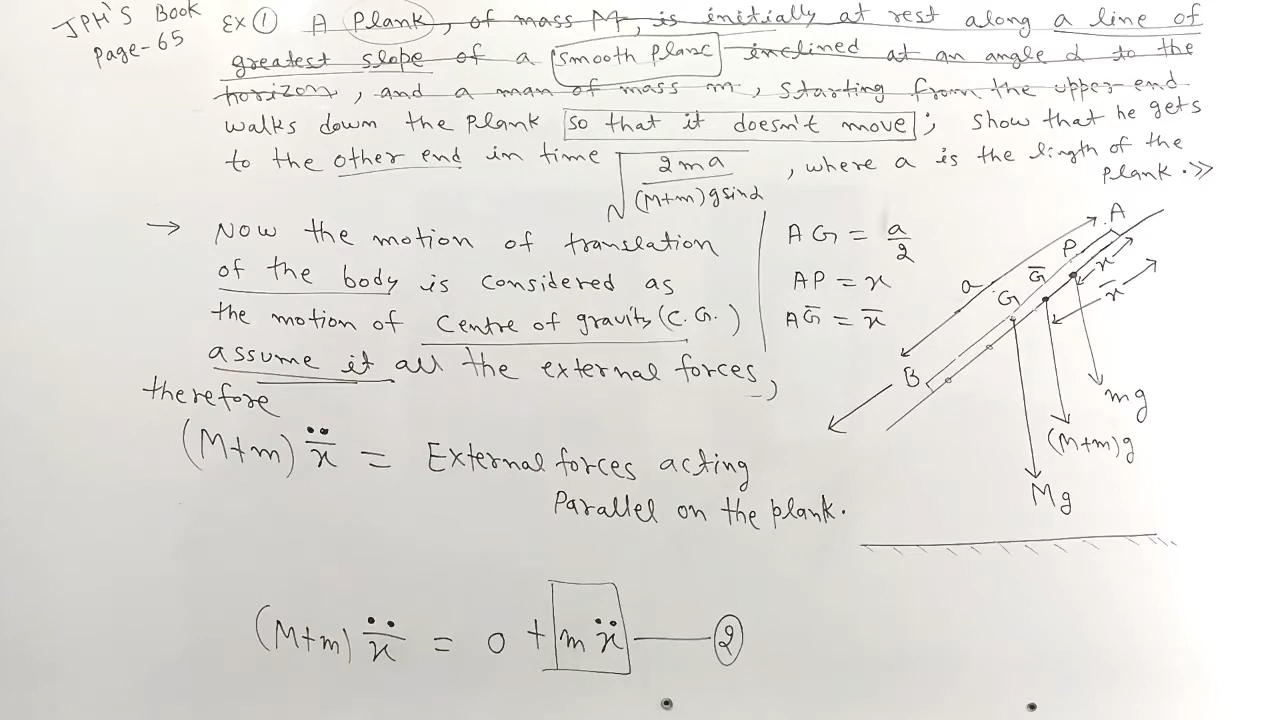 JPH'S Book
Page-65
Ex ① A Plank, of mass M, is initially at rest along a line of
greatest slope of a smooth plane inclined at an angle α to the
horizon, and a man of mass m, starting from the upper end
walks down the plank so that it doesn't move; show that he gets
to the other end in time √(2ma/(M+m)g sinα), where a is the length of the
plank.>>
→ Now the motion of translation
of the body is considered as
the motion of Centre of gravity (C.G.)
assume it all the external forces,
therefore
(M+m) ẍ̄ = External forces acting
Parallel on the plank.
(M+m) ẍ̄ = 0 + m ẍ — ②
AG = a/2
AP = x
AḠ = x̄
A
P
x
Ḡ
x̄
G
a
B
mg
(M+m)g
Mg